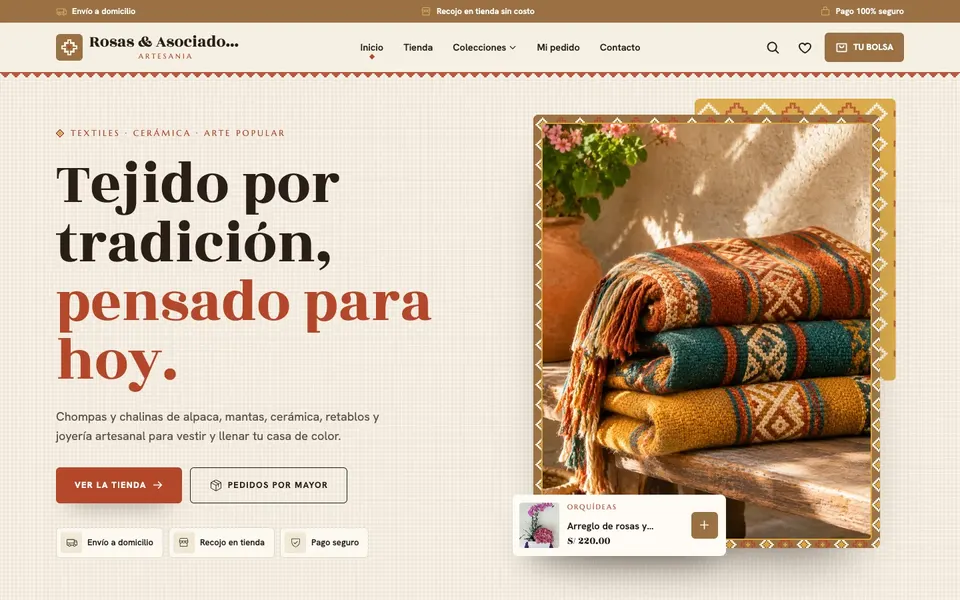 Envío a domicilio
Recojo en tienda sin costo
Pago 100% seguro
Rosas & Asociado...
ARTESANIA
Inicio
Tienda
Colecciones
Mi pedido
Contacto
TU BOLSA
TEXTILES · CERÁMICA · ARTE POPULAR
Tejido por
tradición,
pensado para
hoy.
Chompas y chalinas de alpaca, mantas, cerámica, retablos y
joyería artesanal para vestir y llenar tu casa de color.
VER LA TIENDA
PEDIDOS POR MAYOR
Envío a domicilio
Recojo en tienda
Pago seguro
ORQUÍDEAS
Arreglo de rosas y...
S/ 220.00